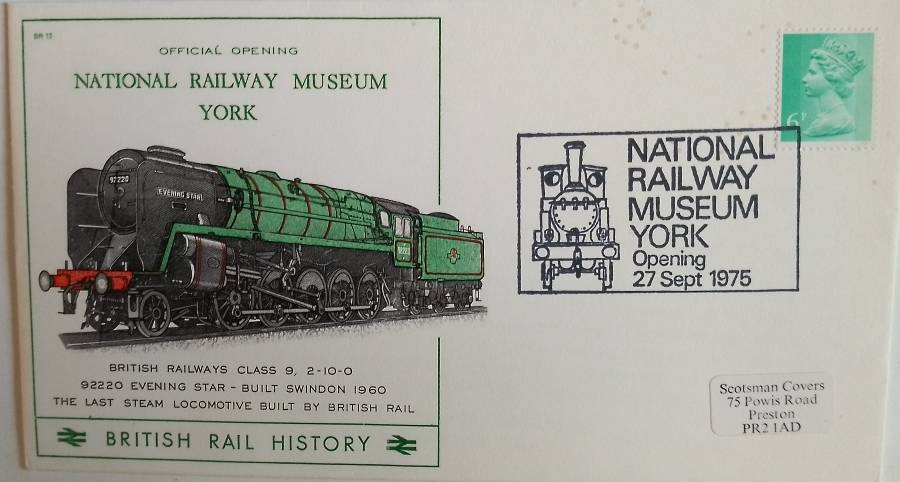 BR 13
OFFICIAL OPENING
NATIONAL RAILWAY MUSEUM
YORK
92220
EVENING STAR
92220
BRITISH RAILWAYS CLASS 9, 2-10-0
92220 EVENING STAR - BUILT SWINDON 1960
THE LAST STEAM LOCOMOTIVE BUILT BY BRITISH RAIL
BRITISH RAIL HISTORY
6P
NATIONAL
RAILWAY
MUSEUM
YORK
Opening
27 Sept 1975
Scotsman Covers
75 Powis Road
Preston
PR2 1AD